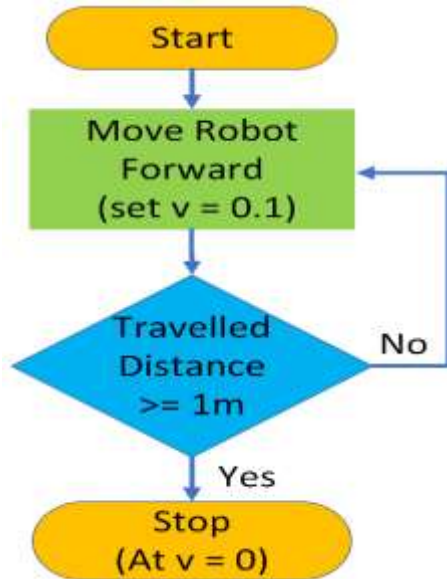 Start
Move Robot
Forward
(set v = 0.1)
Travelled
Distance
>= 1m
No
Yes
Stop
(At v = 0)